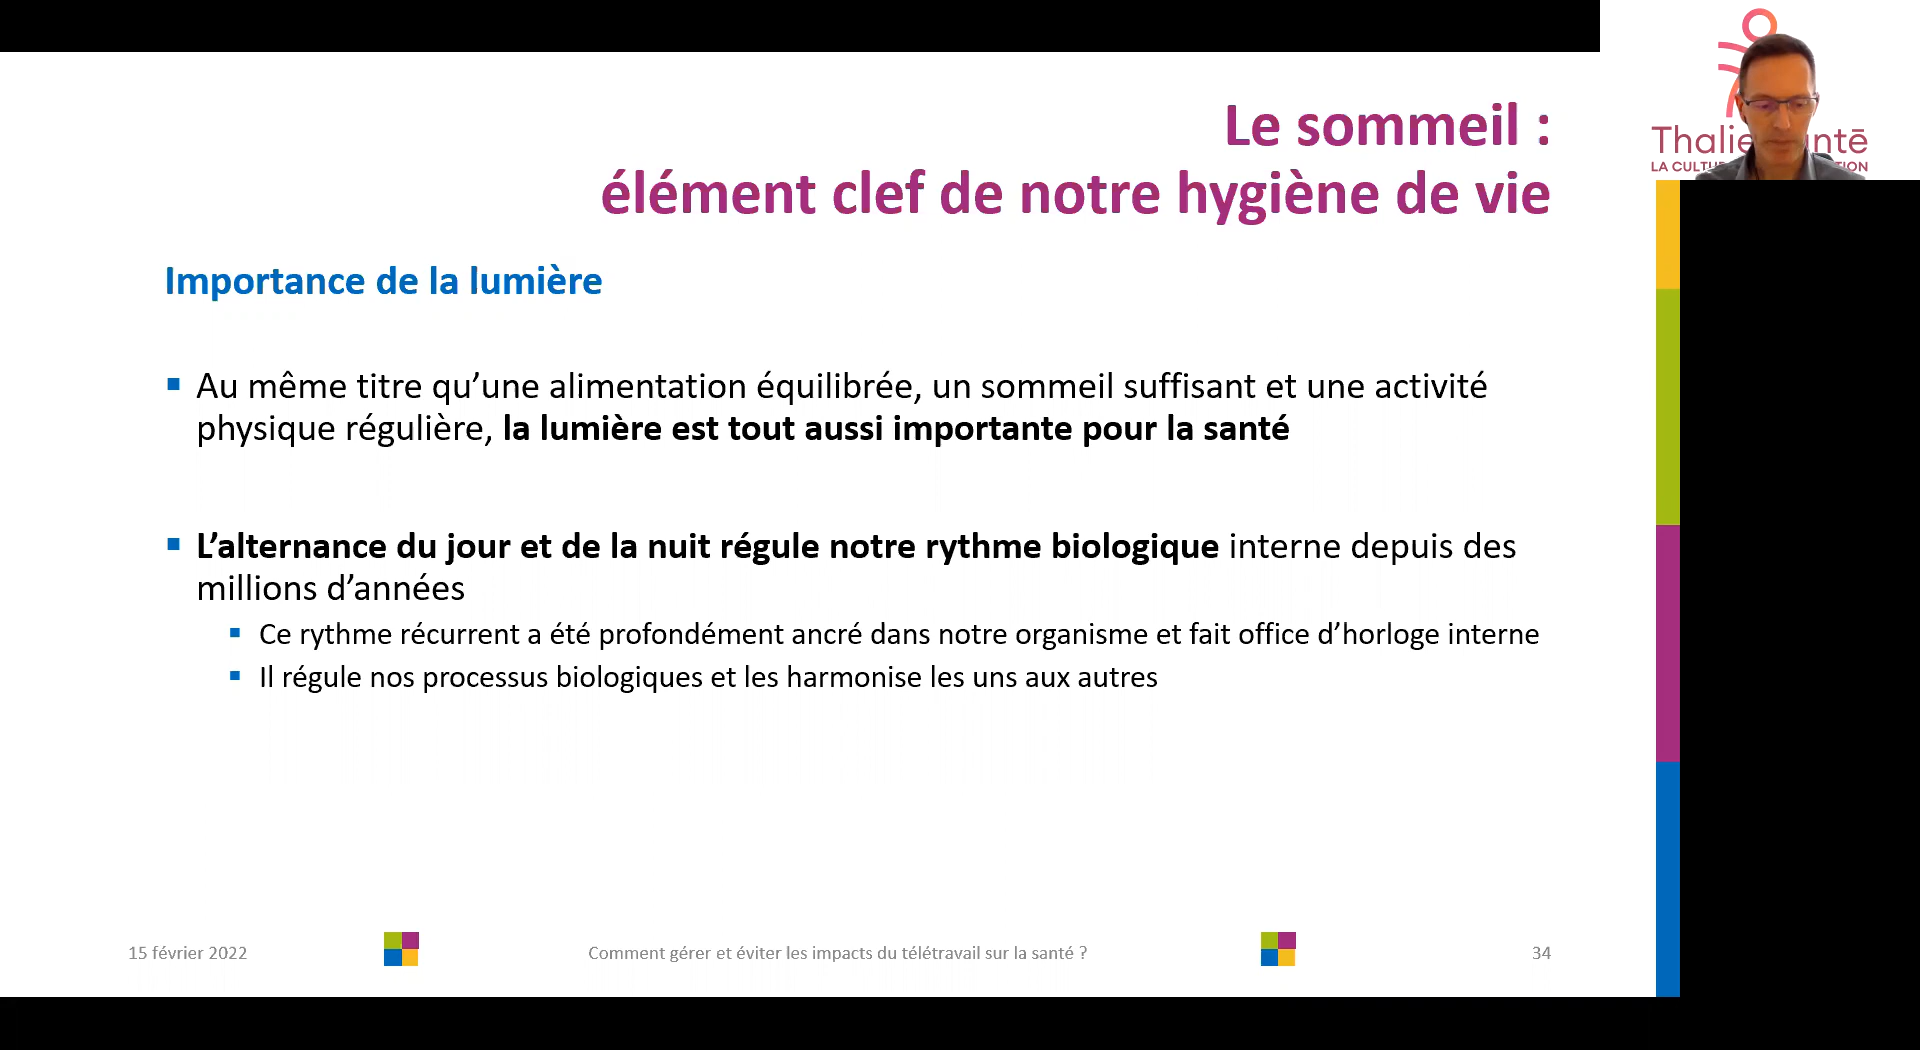 Le sommeil :
élément clef de notre hygiène de vie
Importance de la lumière
Au même titre qu’une alimentation équilibrée, un sommeil suffisant et une activité
physique régulière, la lumière est tout aussi importante pour la santé
L’alternance du jour et de la nuit régule notre rythme biologique interne depuis des
millions d’années
Ce rythme récurrent a été profondément ancré dans notre organisme et fait office d’horloge interne
Il régule nos processus biologiques et les harmonise les uns aux autres
15 février 2022
Comment gérer et éviter les impacts du télétravail sur la santé ?
34
Thalie
LA